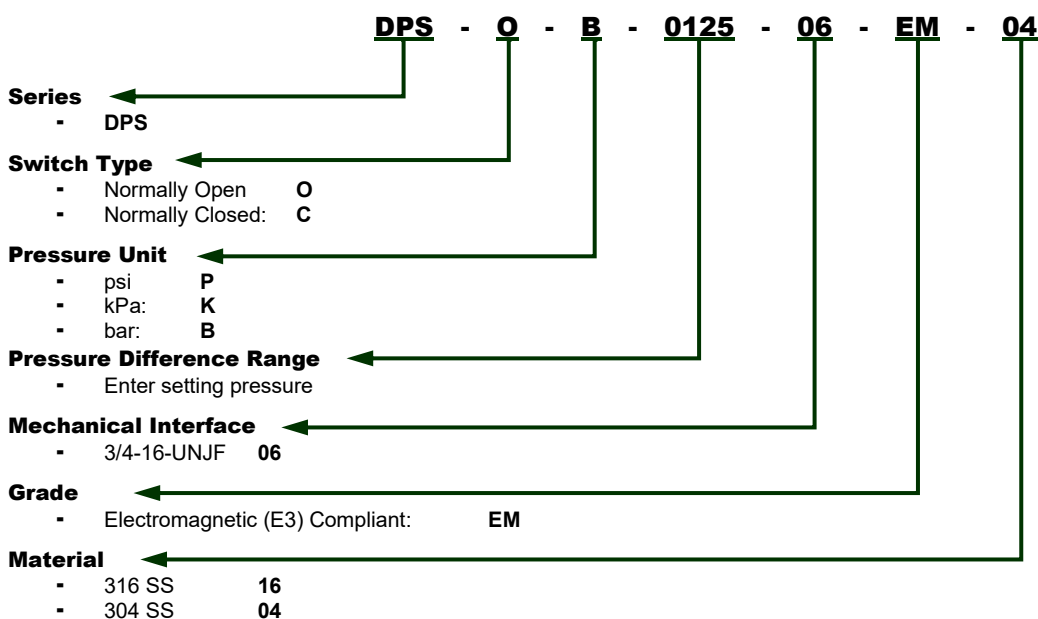 DPS - O - B - 0125 - 06 - EM - 04
Series
- DPS
Switch Type
- Normally Open O
- Normally Closed: C
Pressure Unit
- psi P
- kPa: K
- bar: B
Pressure Difference Range
- Enter setting pressure
Mechanical Interface
- 3/4-16-UNJF 06
Grade
- Electromagnetic (E3) Compliant: EM
Material
- 316 SS 16
- 304 SS 04